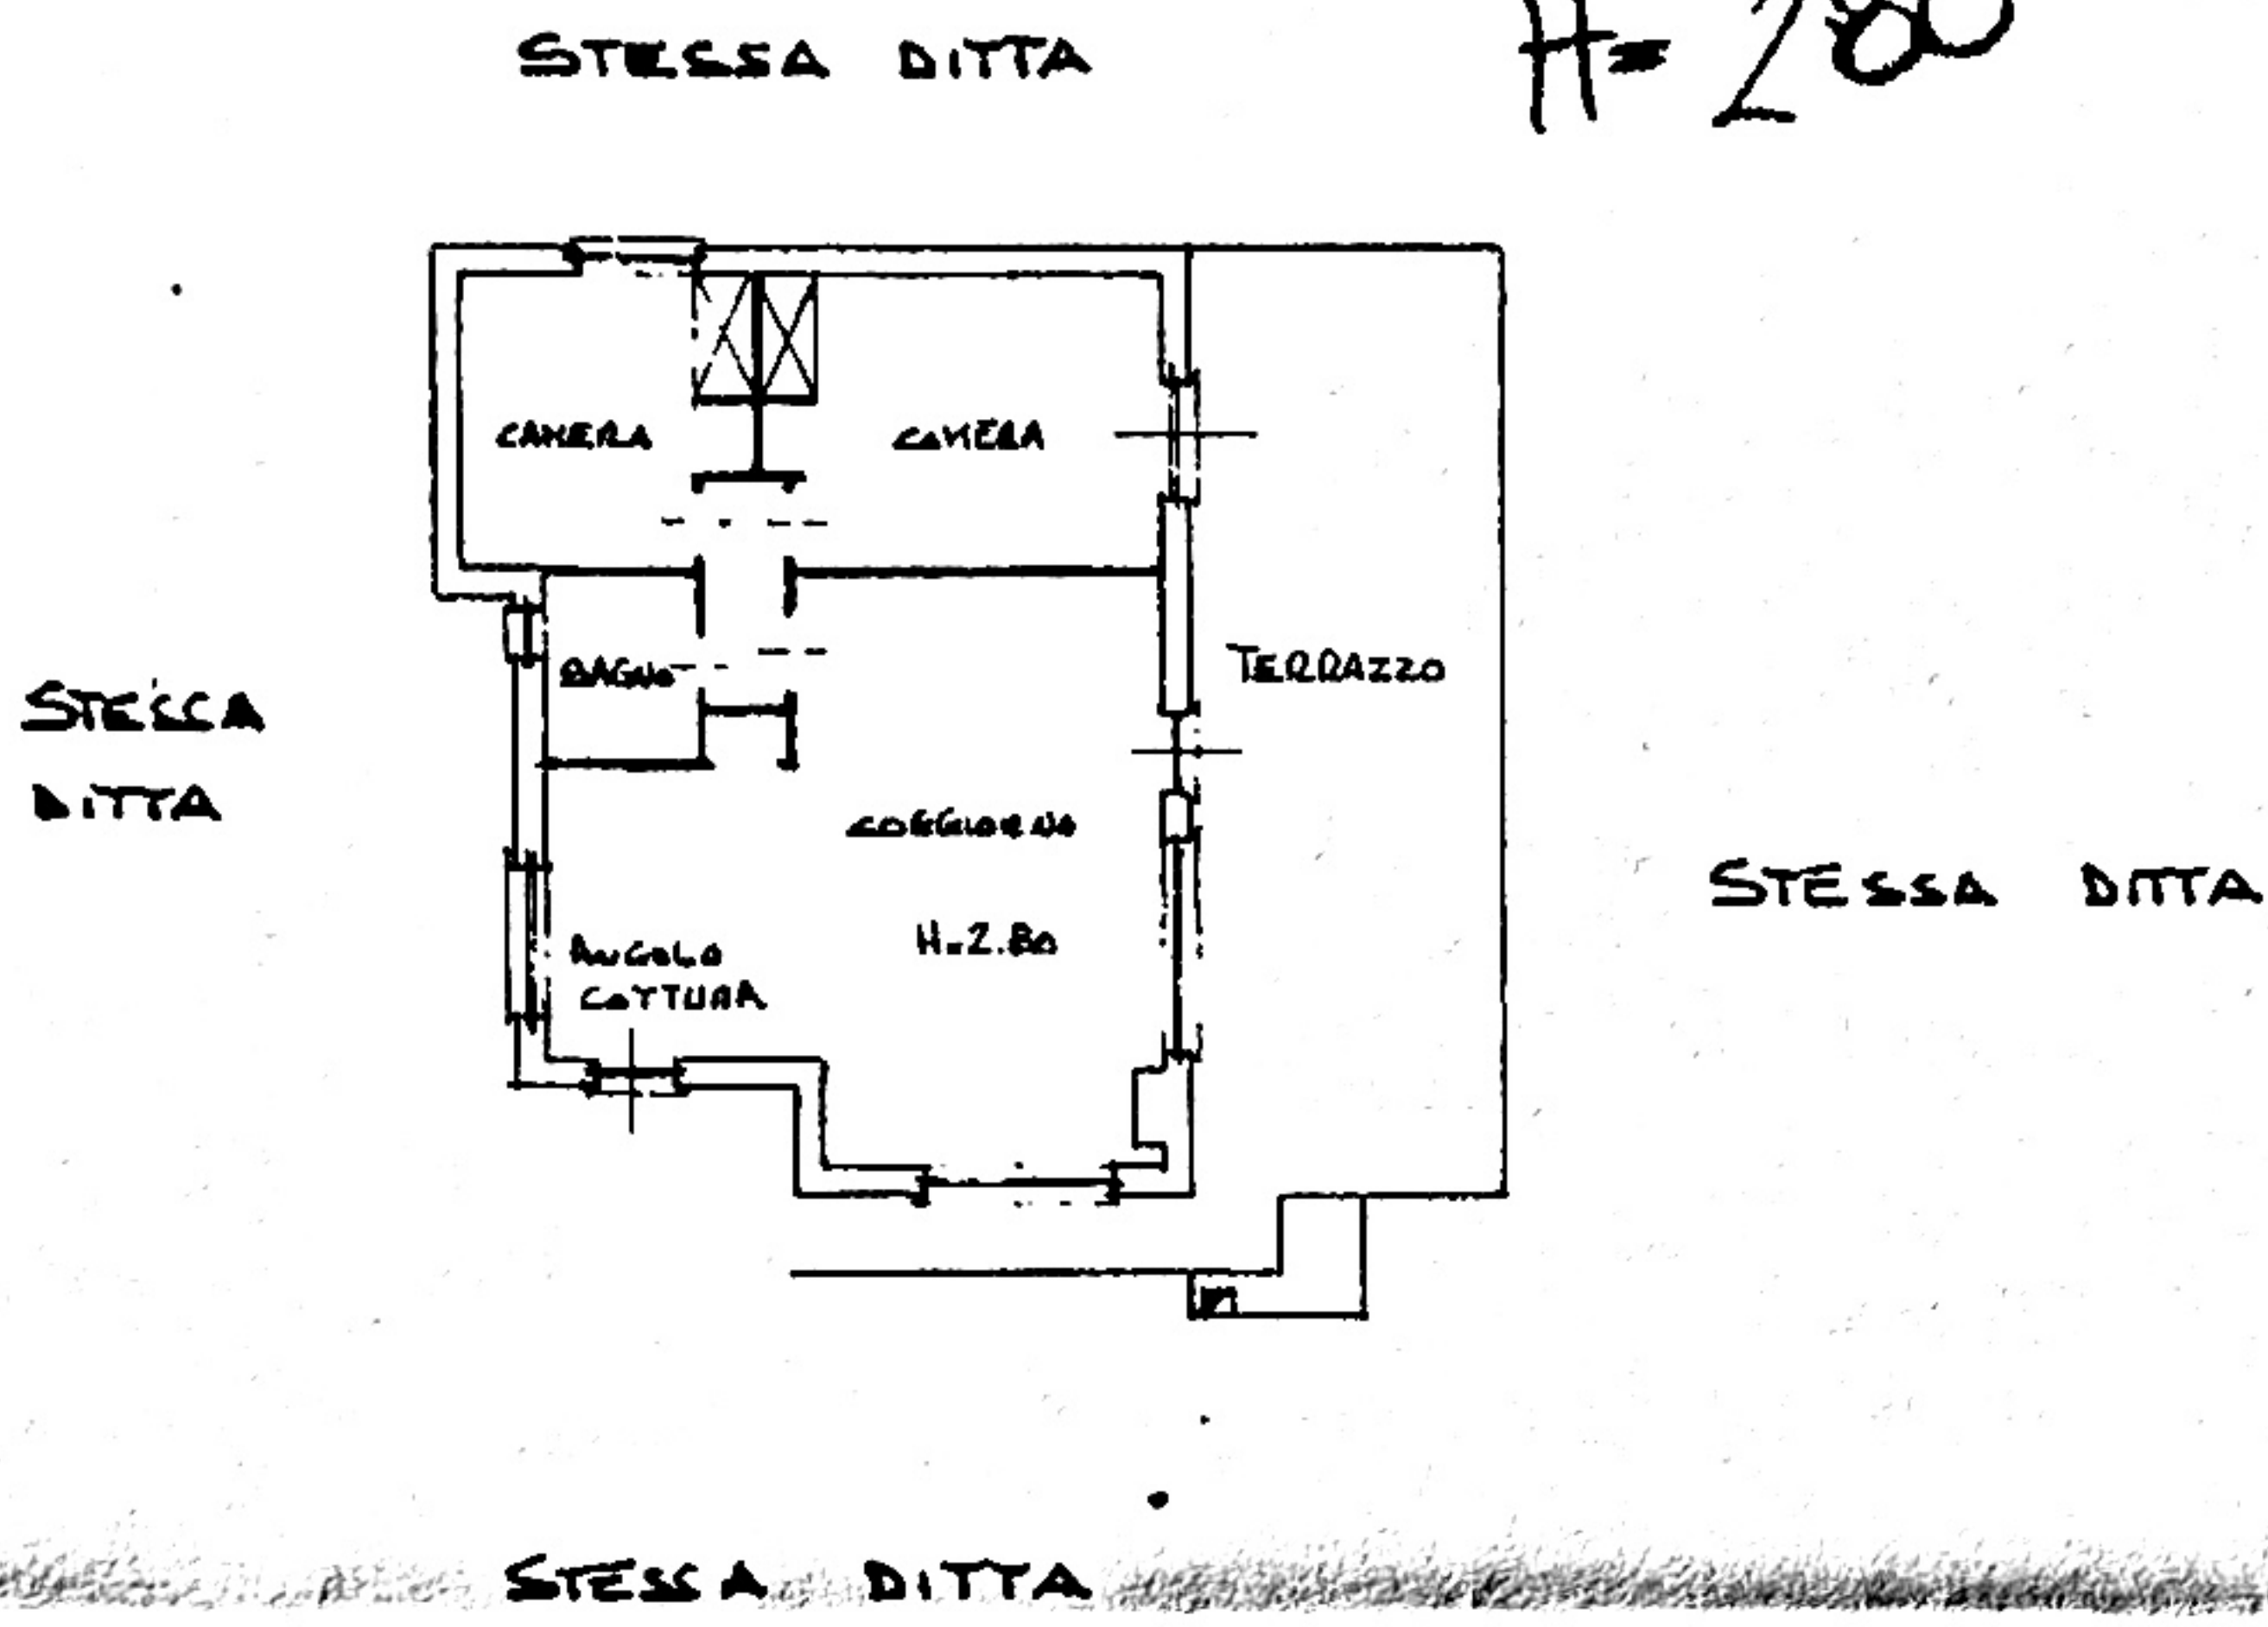 STESSA DITTA
H= 280
CAMERA
CAMERA
BAGNO
TERRAZZO
STESSA
DITTA
SOGGIORNO
STESSA DITTA
H=2.80
ANGOLO
COTTURA
STESSA DITTA